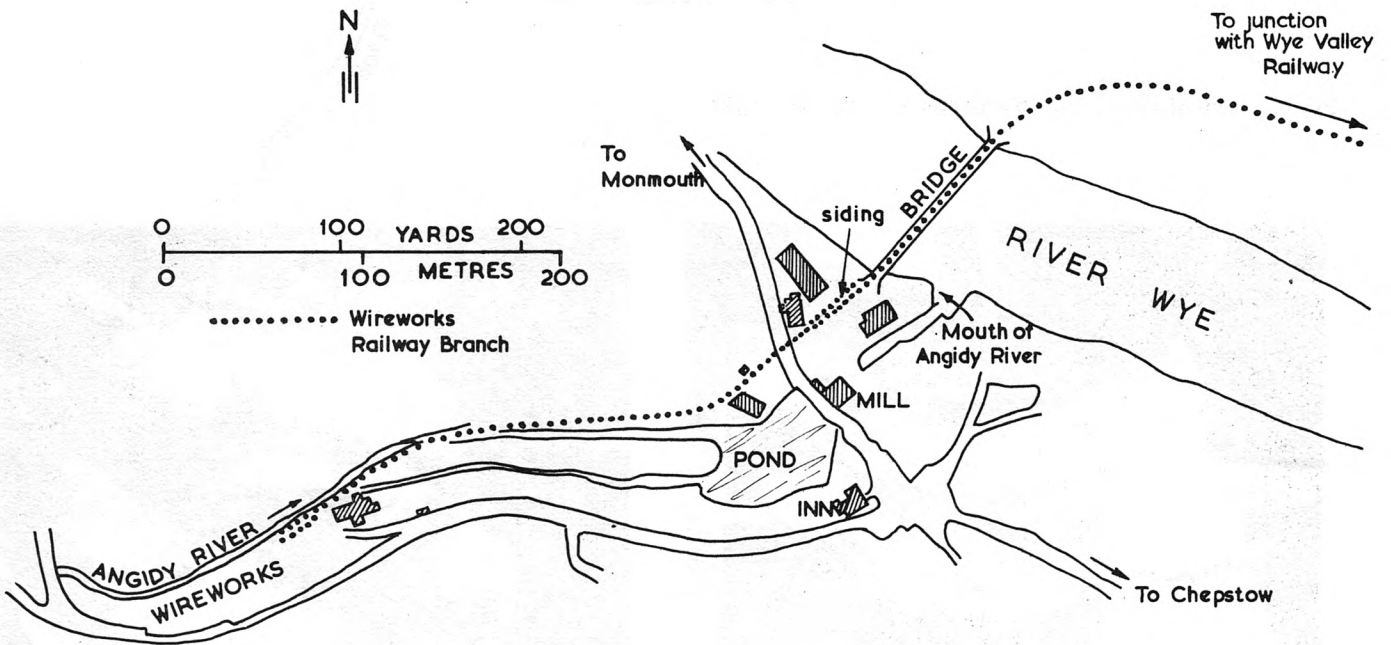 N
To junction
with Wye Valley
Railway
To
Monmouth
BRIDGE
siding
RIVER WYE
0 100 YARDS 200
0 100 METRES 200
Wireworks
Railway Branch
Mouth of
Angidy River
MILL
POND
INN
ANGIDY RIVER
WIREWORKS
To Chepstow